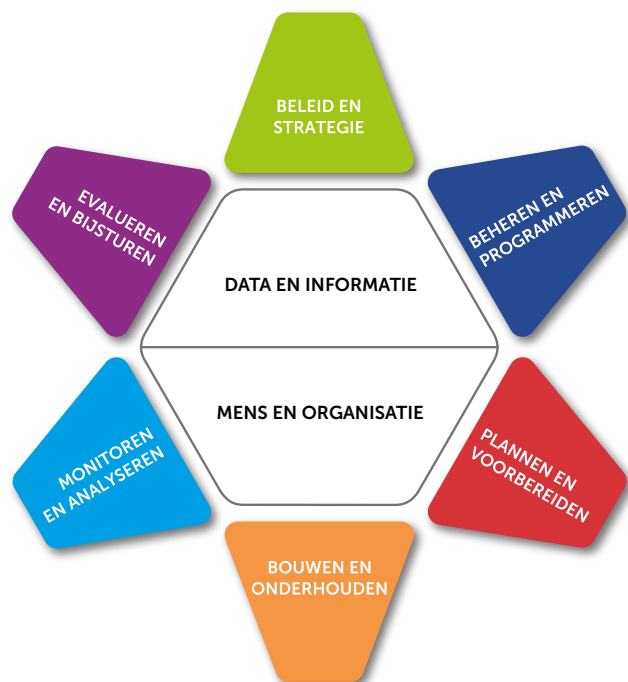 BELEID EN
STRATEGIE
BEHEREN EN
PROGRAMMEREN
PLANNEN EN
VOORBEREIDEN
BOUWEN EN
ONDERHOUDEN
MONITOREN
EN ANALYSEREN
EVALUEREN
EN BIJSTUREN
DATA EN INFORMATIE
MENS EN ORGANISATIE